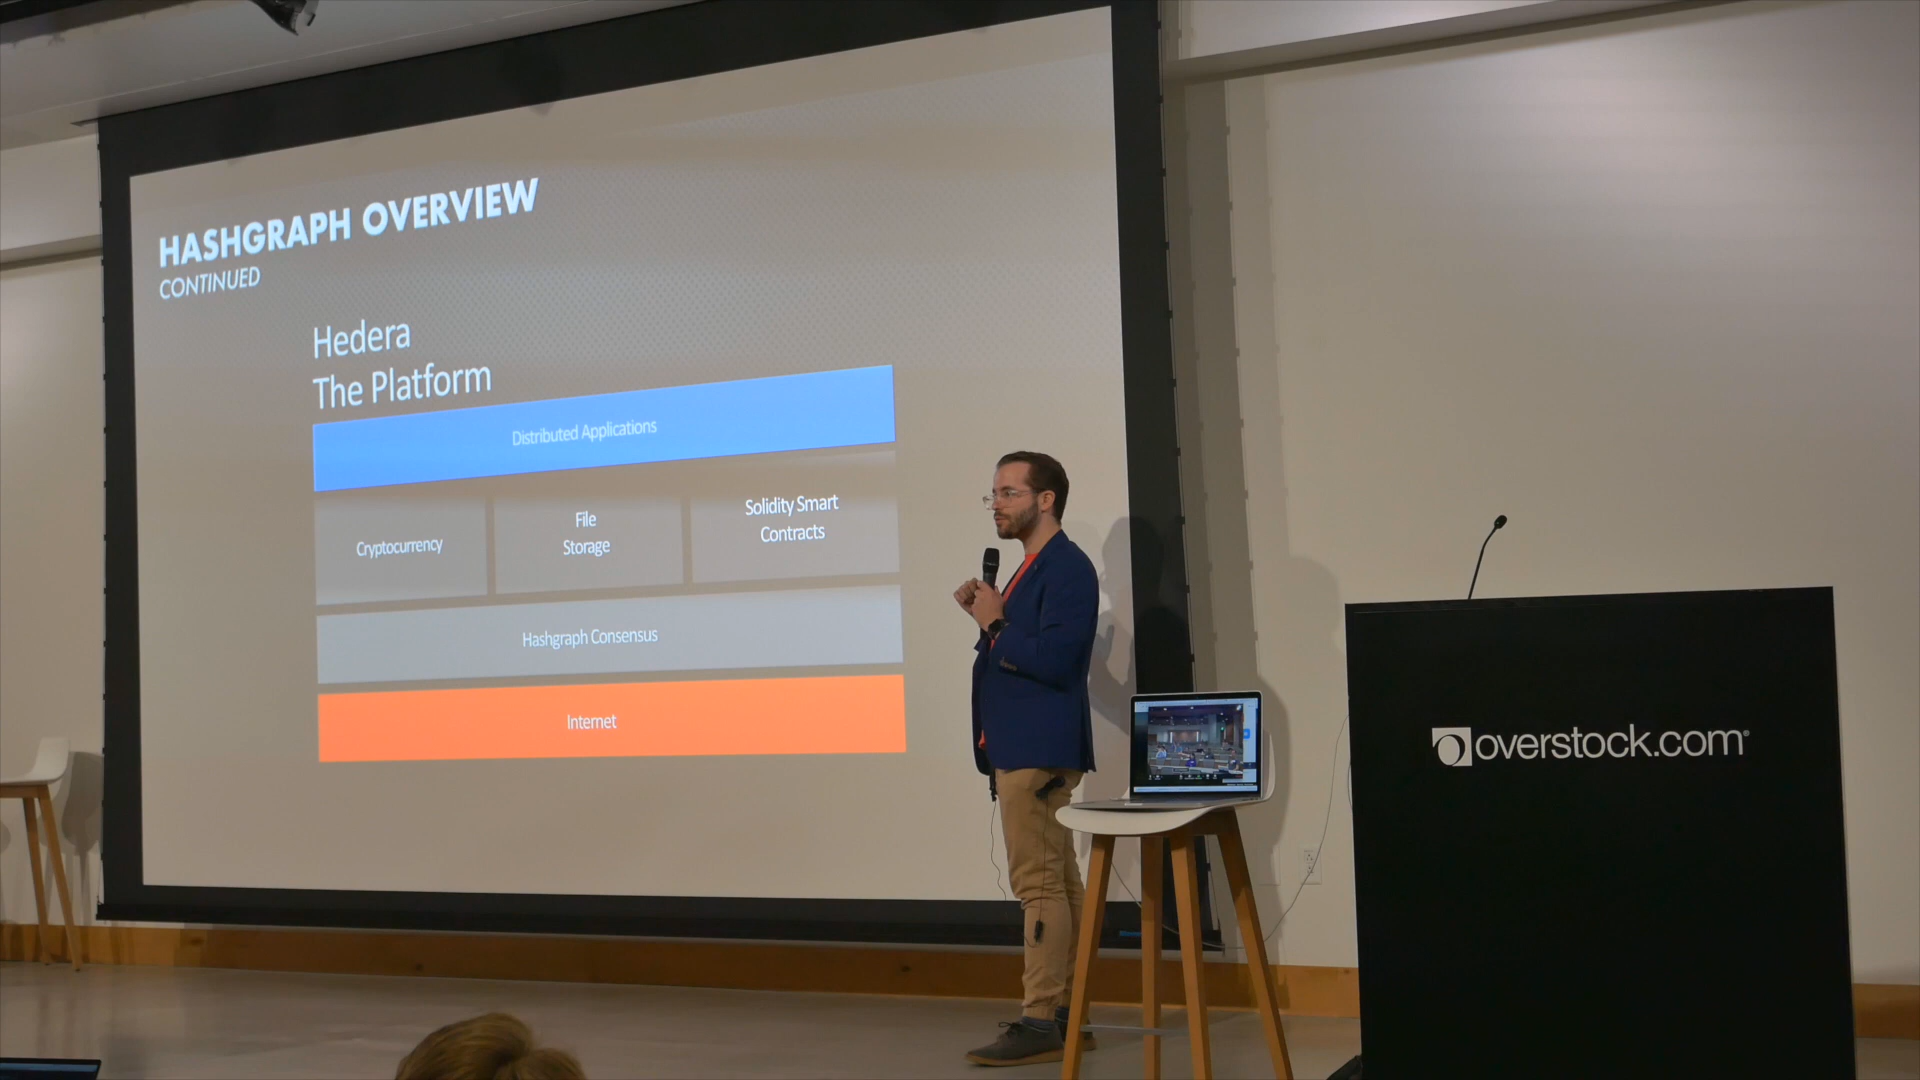 HASHGRAPH OVERVIEW
CONTINUED
Hedera
The Platform
Distributed Applications
Cryptocurrency
File
Storage
Solidity Smart
Contracts
Hashgraph Consensus
Internet
overstock.com®